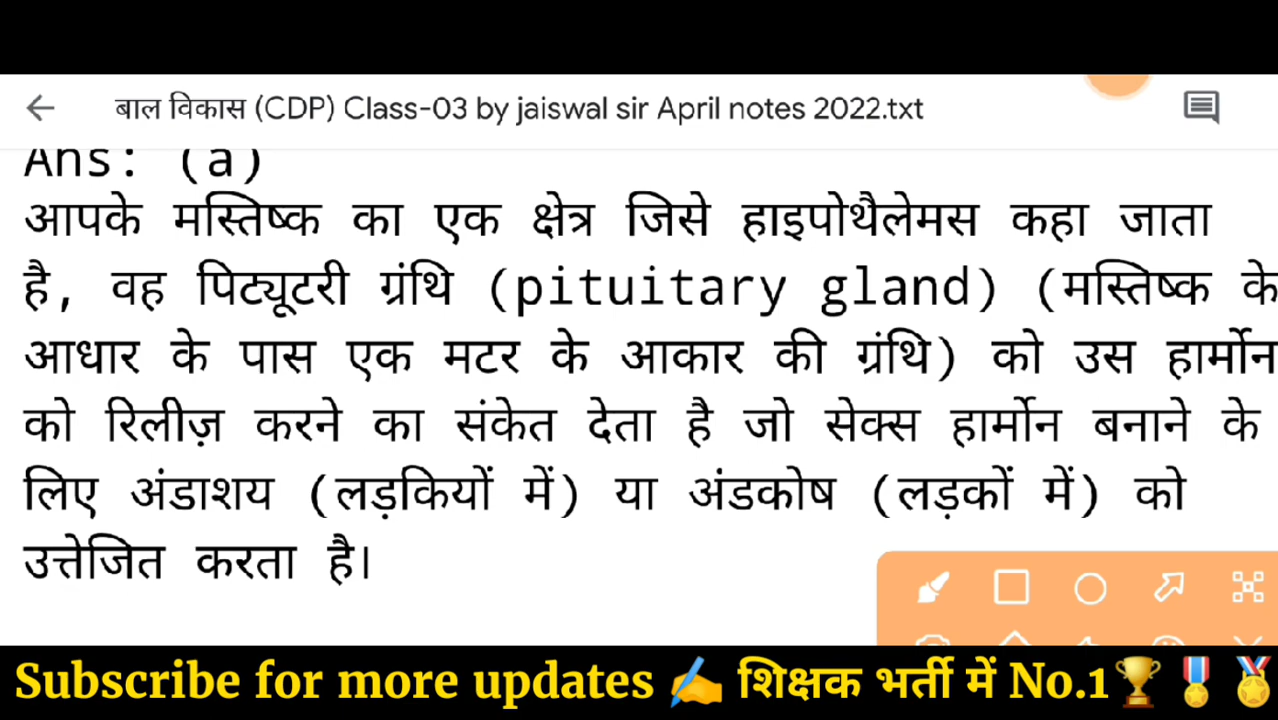 बाल विकास (CDP) Class-03 by jaiswal sir April notes 2022.txt
Ans: (a)
आपके मस्तिष्क का एक क्षेत्र जिसे हाइपोथैलेमस कहा जाता
है, वह पिट्यूटरी ग्रंथि (pituitary gland) (मस्तिष्क के
आधार के पास एक मटर के आकार की ग्रंथि) को उस हार्मोन
को रिलीज़ करने का संकेत देता है जो सेक्स हार्मोन बनाने के
लिए अंडाशय (लड़कियों में) या अंडकोष (लड़कों में) को
उत्तेजित करता है।
Subscribe for more updates ✍️ शिक्षक भर्ती में No.1🏆🎖️🏅